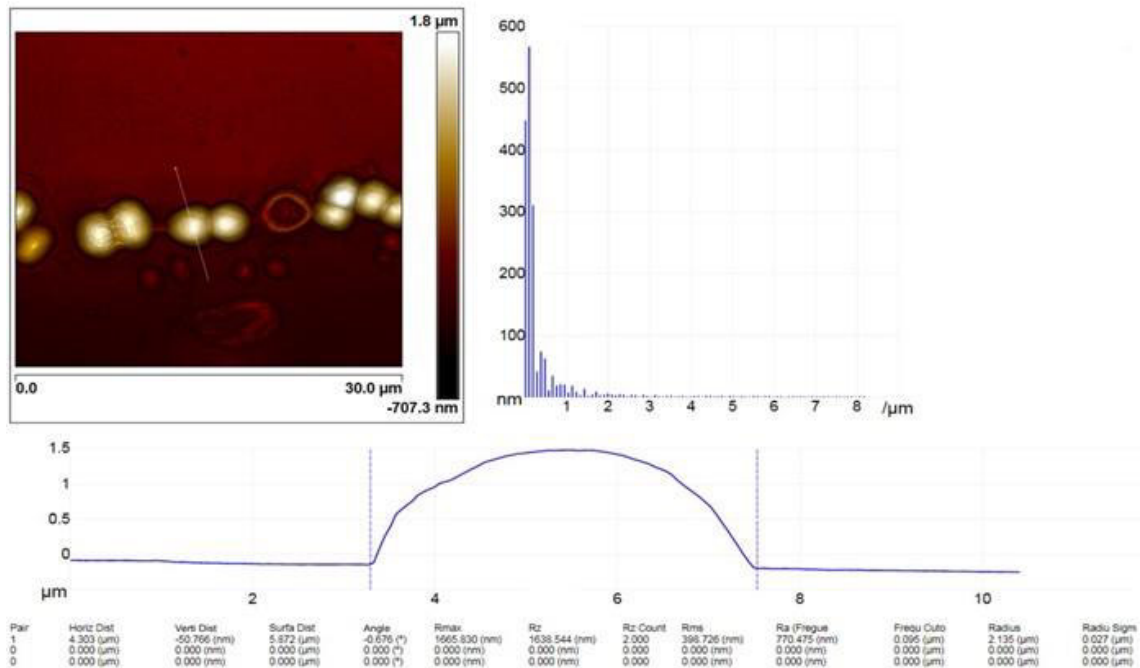 1.8 µm
0.0 30.0 µm
-707.3 nm
600
500
400
300
200
100
nm 1 2 3 4 5 6 7 8 /µm
1.5
1
0.5
0
µm 2 4 6 8 10
Pair Horiz Dist Vers Dist Surfa Dist Angle Rmax Rz Rz Count Rms Ra (Fregue Frequ Cuto Radius Radiu Sigm
1 4.303 (µm) -50.766 (nm) 5.872 (µm) -0.676 (°) 1665.830 (nm) 1638.544 (nm) 2.000 398.726 (nm) 770.475 (nm) 0.095 (µm) 2.135 (µm) 0.027 (µm)
0 0.000 (µm) 0.000 (nm) 0.000 (µm) 0.000 (°) 0.000 (nm) 0.000 (nm) 0.000 0.000 (nm) 0.000 (nm) 0.000 (µm) 0.000 (µm) 0.000 (µm)
0 0.000 (µm) 0.000 (nm) 0.000 (µm) 0.000 (°) 0.000 (nm) 0.000 (nm) 0.000 0.000 (nm) 0.000 (nm) 0.000 (µm) 0.000 (µm) 0.000 (µm)